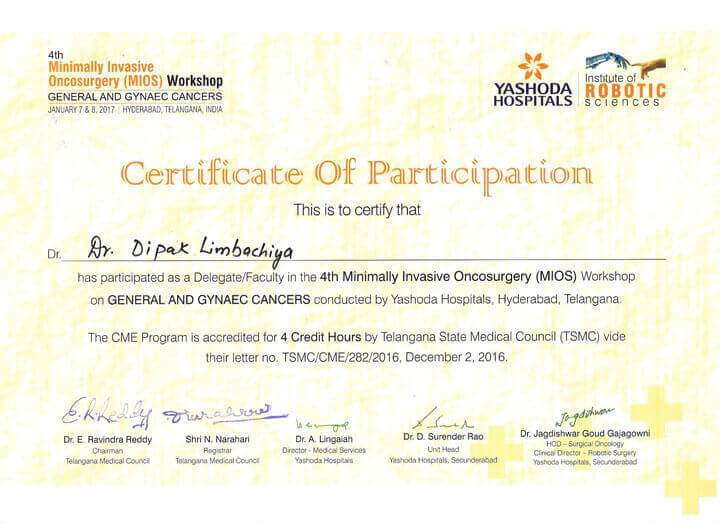 4th
Minimally Invasive
Oncosurgery (MIOS) Workshop
GENERAL AND GYNAEC CANCERS
JANUARY 7 & 8, 2017 | HYDERABAD, TELANGANA, INDIA
YASHODA
HOSPITALS
Institute of
ROBOTIC
sciences
Certificate Of Participation
This is to certify that
Dr. Dr. Dipak Limbachiya
has participated as a Delegate/Faculty in the 4th Minimally Invasive Oncosurgery (MIOS) Workshop
on GENERAL AND GYNAEC CANCERS conducted by Yashoda Hospitals, Hyderabad, Telangana.
The CME Program is accredited for 4 Credit Hours by Telangana State Medical Council (TSMC) vide
their letter no. TSMC/CME/282/2016, December 2, 2016.
E.R.Reddy
Jagdishwar
Dr. E. Ravindra Reddy
Chairman
Telangana Medical Council
Shri N. Narahari
Registrar
Telangana Medical Council
Dr. A. Lingaiah
Director - Medical Services
Yashoda Hospitals
Dr. D. Surender Rao
Unit Head
Yashoda Hospitals, Secunderabad
Dr. Jagdishwar Goud Gajagowni
HOD – Surgical Oncology
Clinical Director – Robotic Surgery
Yashoda Hospitals, Secunderabad